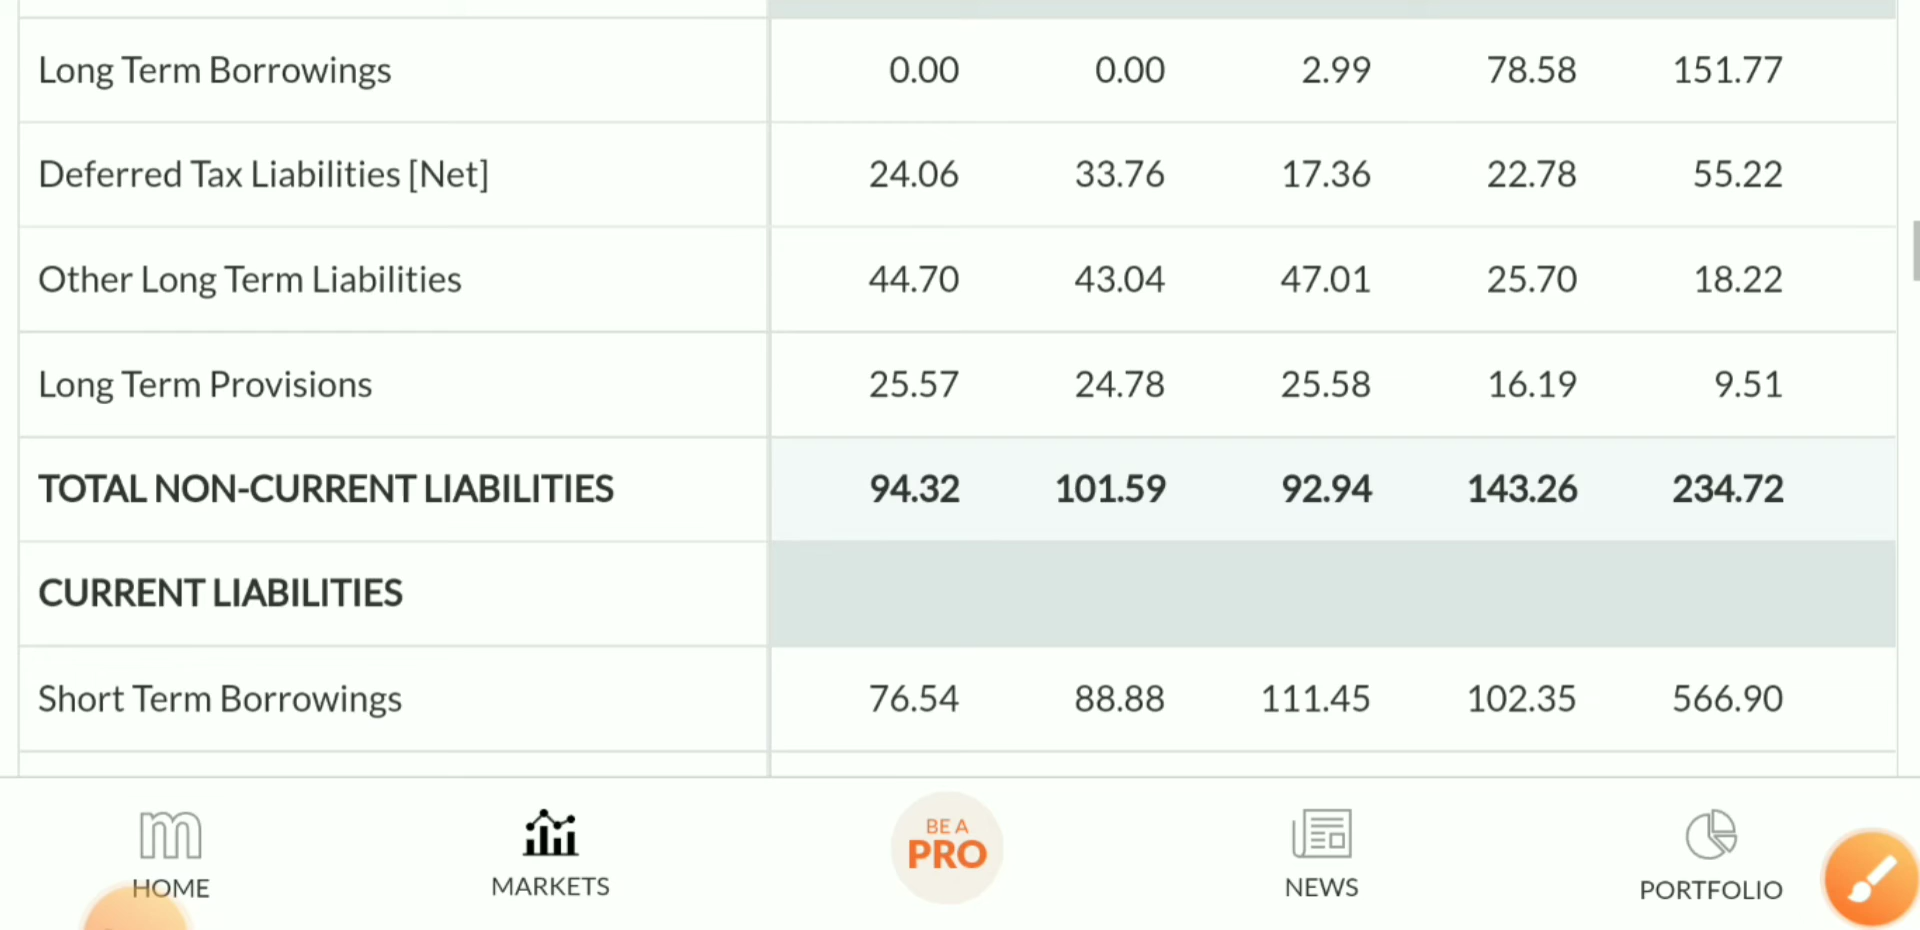 Long Term Borrowings 0.00 0.00 2.99 78.58 151.77
Deferred Tax Liabilities [Net] 24.06 33.76 17.36 22.78 55.22
Other Long Term Liabilities 44.70 43.04 47.01 25.70 18.22
Long Term Provisions 25.57 24.78 25.58 16.19 9.51
TOTAL NON-CURRENT LIABILITIES 94.32 101.59 92.94 143.26 234.72
CURRENT LIABILITIES
Short Term Borrowings 76.54 88.88 111.45 102.35 566.90
m
BE A
PRO
HOME MARKETS NEWS PORTFOLIO